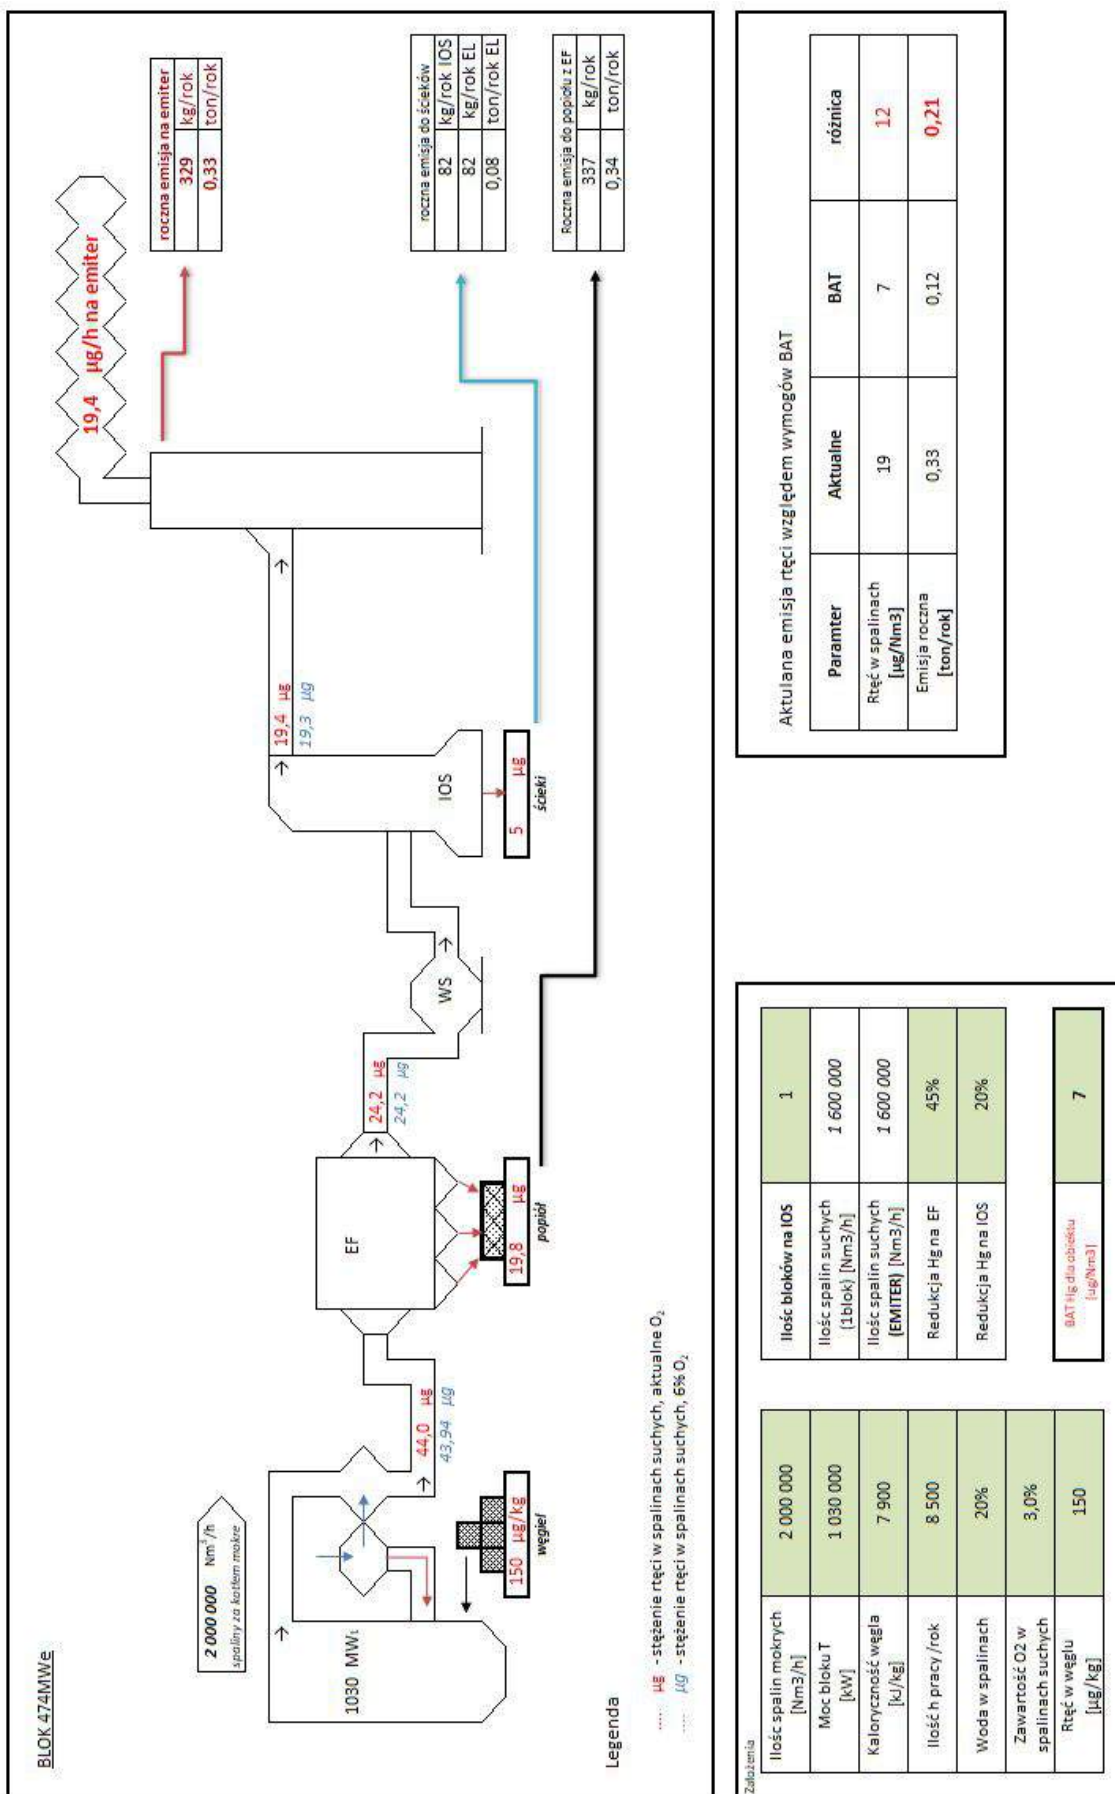 BLOK 474MWe
2 000 000 Nm³/h
spaliny za kotłem mokre
1030 MWt
150 µg/kg
węgiel
44,0 µg
43,94 µg
EF
19,8 µg
popiół
24,2 µg
24,2 µg
WS
IOS
5 µg
ścieki
19,4 µg
19,3 µg
19,4 µg/h na emiter
roczna emisja na emiter
329 kg/rok
0,33 ton/rok
roczna emisja do ścieków
82 kg/rok IOS
82 kg/rok EL
0,08 ton/rok EL
Roczna emisja do popiołu z EF
337 kg/rok
0,34 ton/rok
Legenda
..... µg - stężenie rtęci w spalinach suchych, aktualne O₂
..... µg - stężenie rtęci w spalinach suchych, 6% O₂
Założenia
Ilość spalin mokrych 2 000 000
[Nm3/h]
Moc bloku T 1 030 000
[kW]
Kaloryczność węgla 7 900
[kJ/kg]
Ilość h pracy /rok 8 500
Woda w spalinach 20%
Zawartość O2 w 3,0%
spalinach suchych
Rtęć w węglu 150
[µg/kg]
Ilość bloków na IOS 1
Ilość spalin suchych 1 600 000
(1blok) [Nm3/h]
Ilość spalin suchych 1 600 000
(EMITER) [Nm3/h]
Redukcja Hg na EF 45%
Redukcja Hg na IOS 20%
BAT Hg dla obiektu 7
[ug/Nm3]
Aktulana emisja rtęci względem wymogów BAT
Paramter Aktualne BAT różnica
Rtęć w spalinach 19 7 12
[µg/Nm3]
Emisja roczna 0,33 0,12 0,21
[ton/rok]